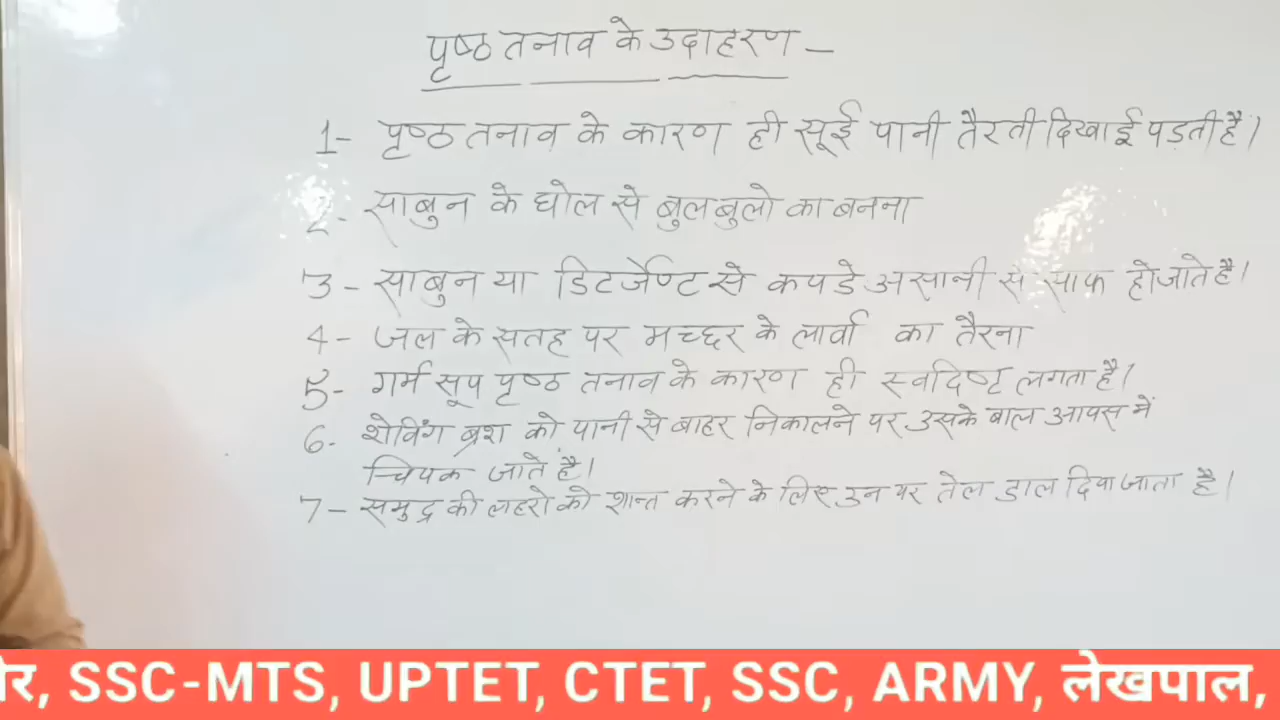 पृष्ठ तनाव के उदाहरण –
1- पृष्ठ तनाव के कारण ही सूई पानी तैरती दिखाई पड़ती है।
2- साबुन के घोल से बुलबुलो का बनना
3- साबुन या डिटर्जेण्ट से कपडे असानी से साफ हो जाते है।
4- जल के सतह पर मच्छर के लार्वा का तैरना
5- गर्म सूप पृष्ठ तनाव के कारण ही स्वदिष्ट लगता है।
6. शेविंग ब्रश को पानी से बाहर निकालने पर उसके बाल आपस में
चिपक जाते है।
7- समुद्र की लहरो को शान्त करने के लिए उन पर तेल डाल दिया जाता है।
SSC-MTS, UPTET, CTET, SSC, ARMY, लेखपाल,